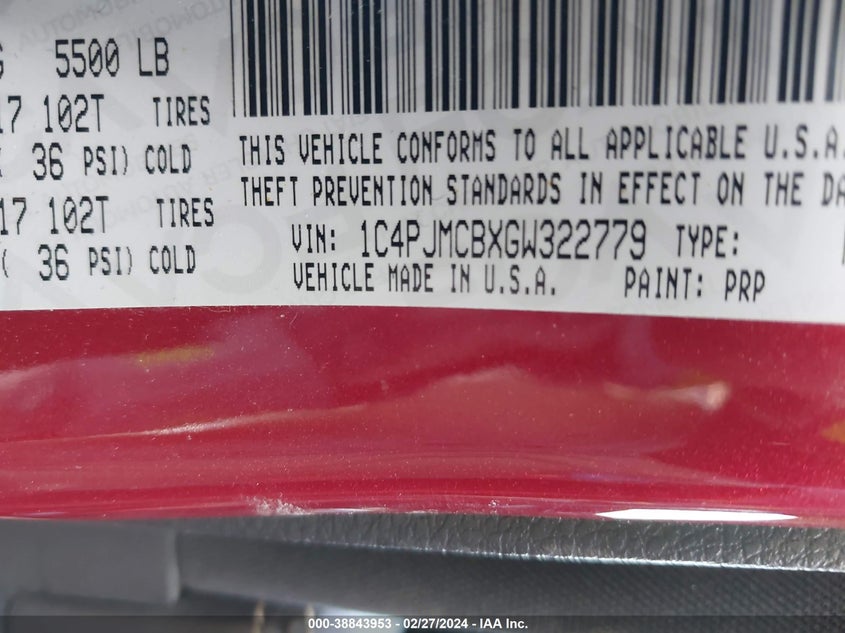 5500 LB
17 102T TIRES
36 PSI) COLD
17 102T TIRES
( 36 PSI) COLD
THIS VEHICLE CONFORMS TO ALL APPLICABLE U.S.A.
THEFT PREVENTION STANDARDS IN EFFECT ON THE DA
VIN: 1C4PJMCBXGW322779 TYPE:
VEHICLE MADE IN U.S.A. PAINT: PRP
000-38843953 - 02/27/2024 - IAA Inc.